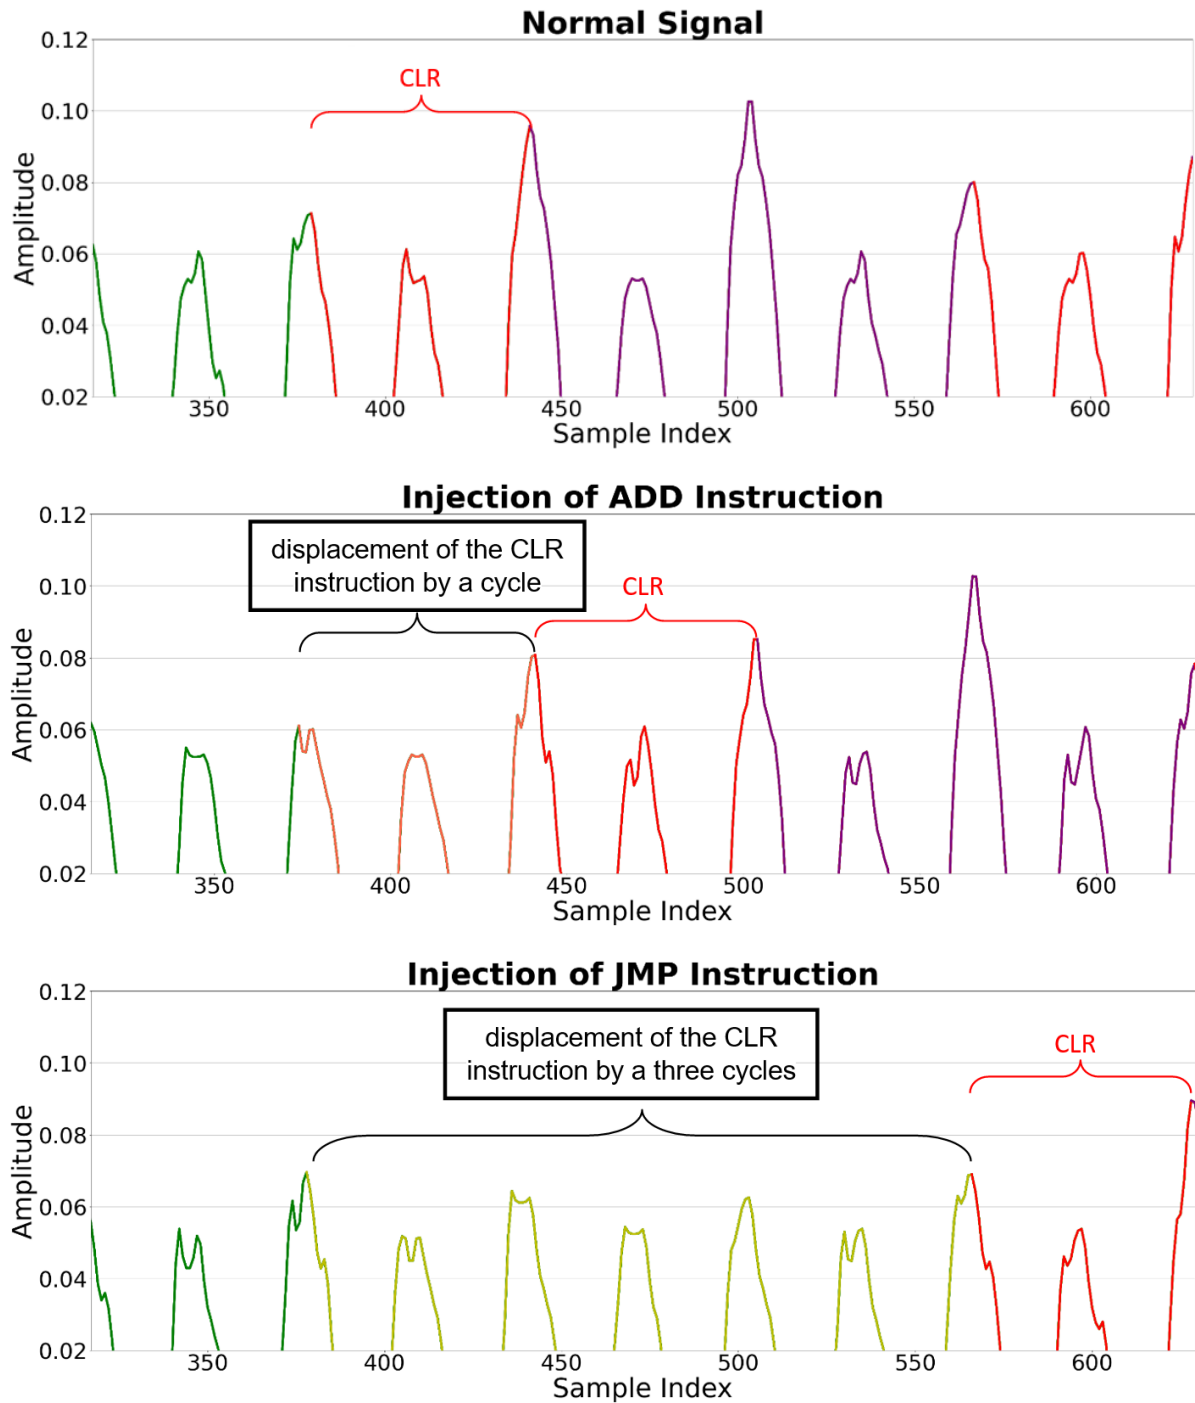 Normal Signal
0.12
0.10
0.08
0.06
0.04
0.02
Amplitude
CLR
350 400 450 500 550 600
Sample Index
Injection of ADD Instruction
0.12
0.10
0.08
0.06
0.04
0.02
Amplitude
displacement of the CLR
instruction by a cycle
CLR
350 400 450 500 550 600
Sample Index
Injection of JMP Instruction
0.12
0.10
0.08
0.06
0.04
0.02
Amplitude
displacement of the CLR
instruction by a three cycles
CLR
350 400 450 500 550 600
Sample Index